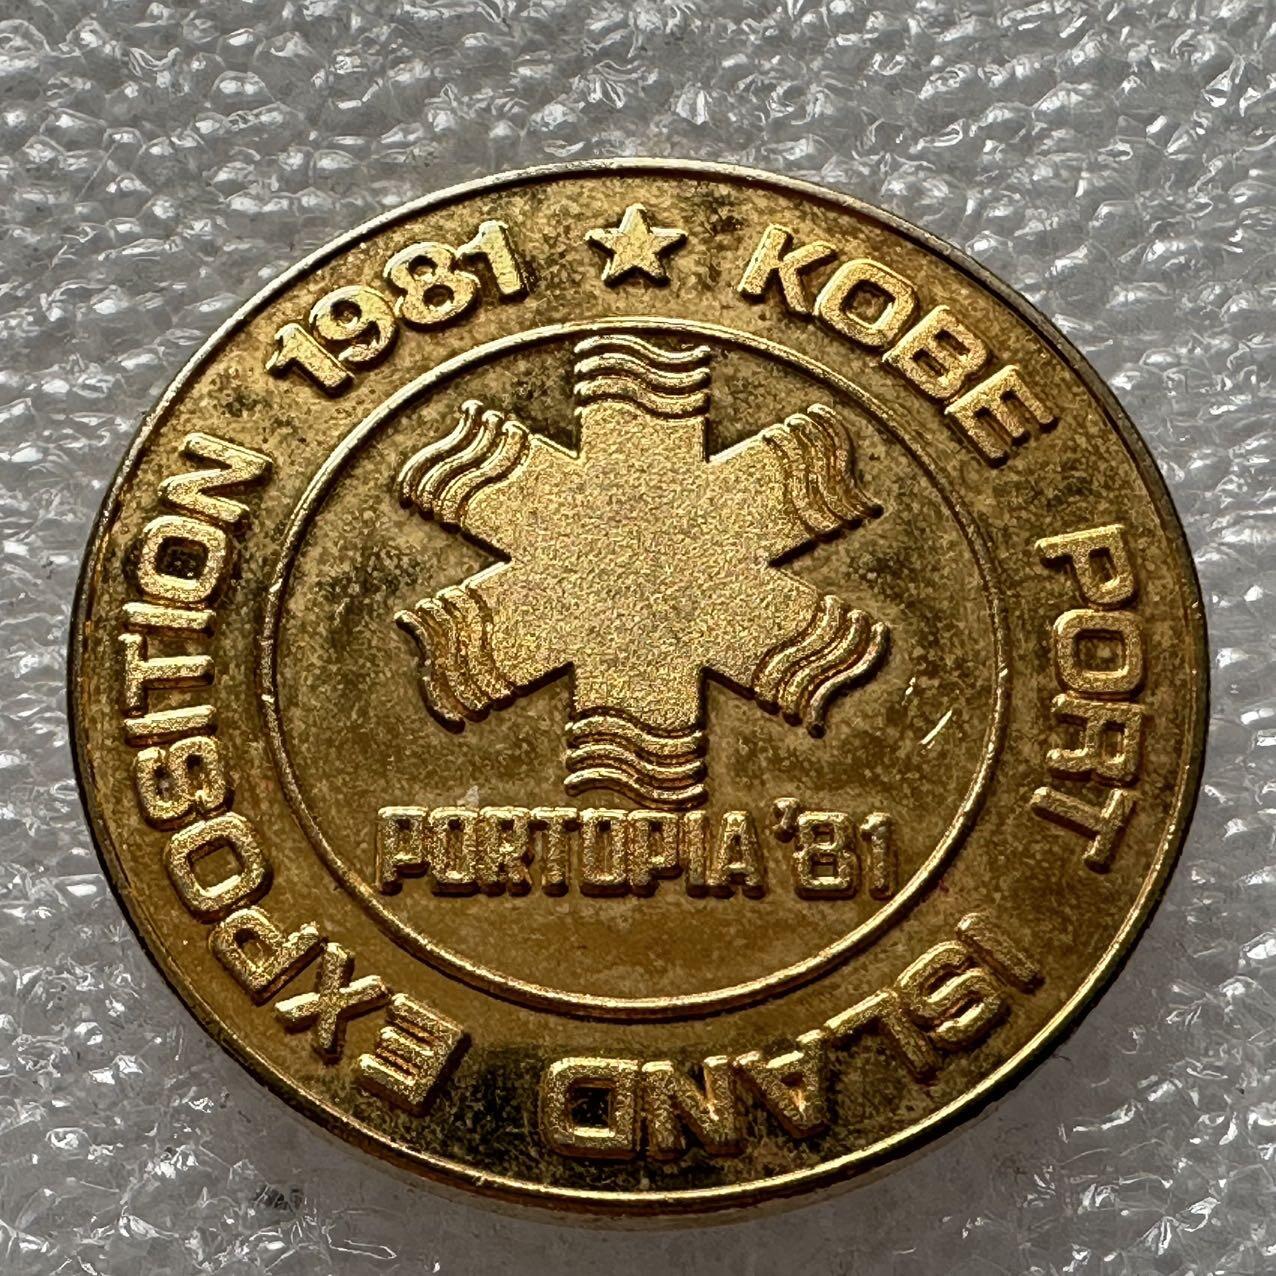 KOBE PORT ISLAND EXPOSITION 1981
PORTOPIA '81